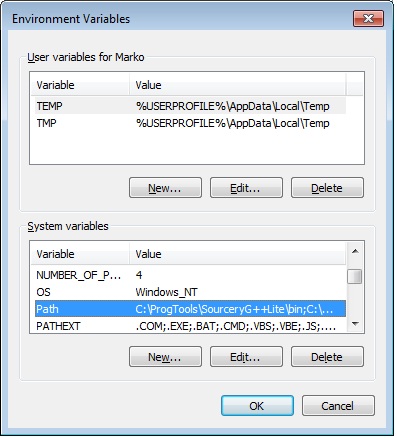 Environment Variables
User variables for Marko
Variable Value
TEMP %USERPROFILE%\AppData\Local\Temp
TMP %USERPROFILE%\AppData\Local\Temp
New... Edit... Delete
System variables
Variable Value
NUMBER_OF_P... 4
OS Windows_NT
Path C:\ProgTools\SourceryG++Lite\bin;C:\...
PATHEXT .COM;.EXE;.BAT;.CMD;.VBS;.VBE;.JS;....
New... Edit... Delete
OK Cancel